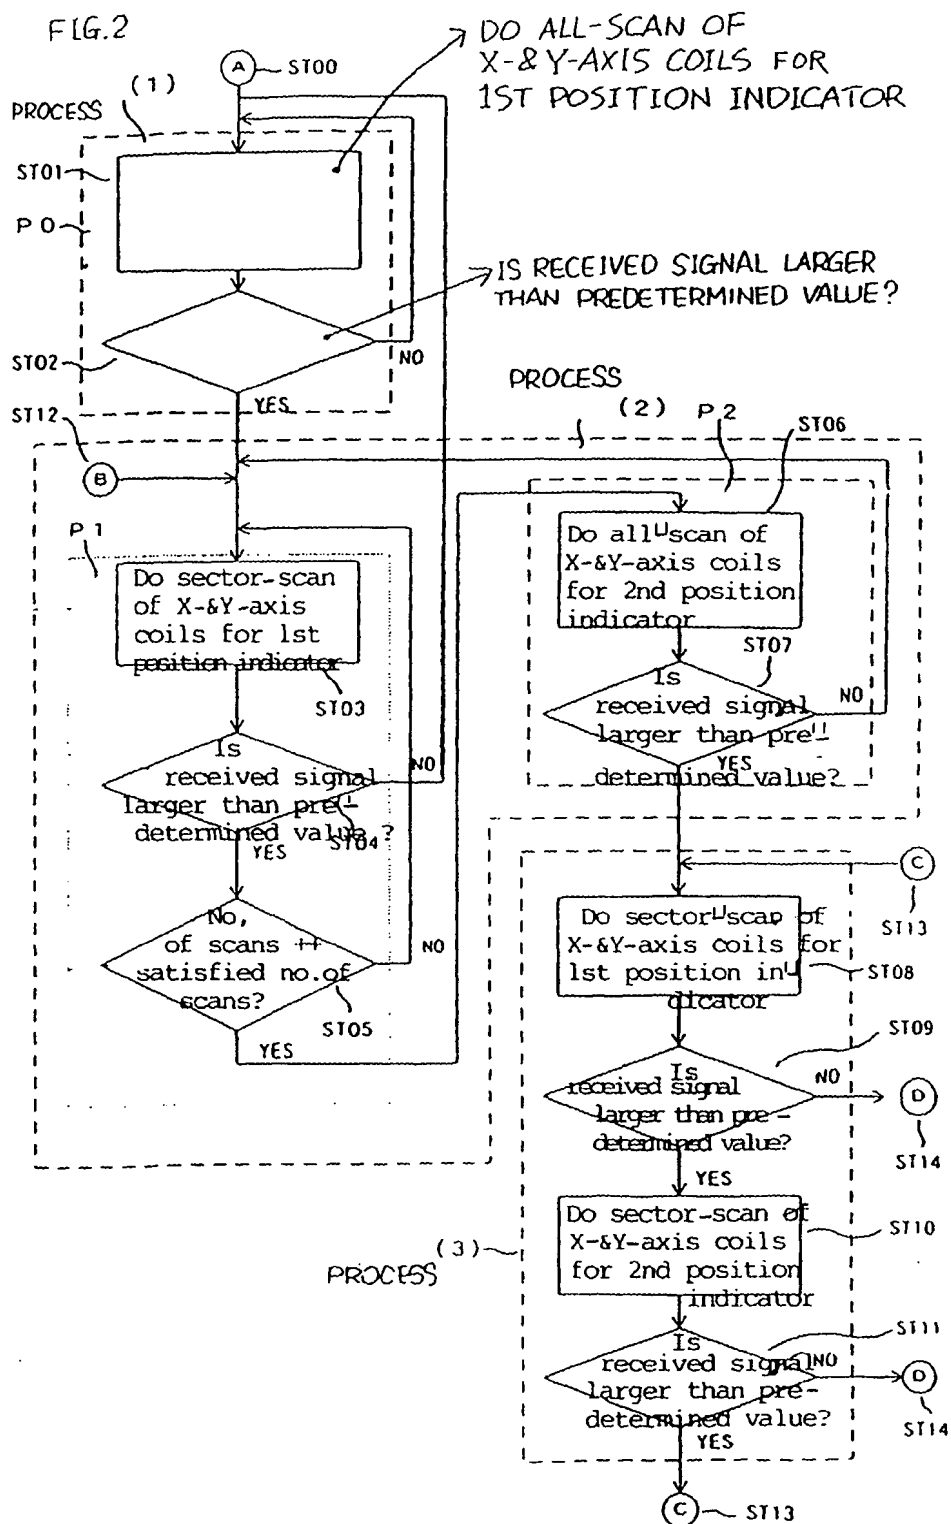 FIG.2
A
ST00
DO ALL-SCAN OF
X-&Y-AXIS COILS FOR
1ST POSITION INDICATOR
(1)
PROCESS
ST01
P0
IS RECEIVED SIGNAL LARGER
THAN PREDETERMINED VALUE?
ST02
NO
YES
ST12
B
PROCESS
(2)
P2
ST06
P1
Do sector-scan
of X-&Y-axis
coils for 1st
position indicator
ST03
Do all-scan of
X-&Y-axis coils
for 2nd position
indicator
ST07
Is
received signal
larger than pre-
determined value?
NO
YES
Is
received signal
larger than pre-
determined value?
ST04
NO
YES
No,
of scans ++
satisfied no.of
scans?
ST05
NO
YES
C
ST13
Do sector-scan of
X-&Y-axis coils for
1st position in-
dicator
ST08
ST09
Is
received signal
larger than pre-
determined value?
NO
D
ST14
YES
Do sector-scan of
X-&Y-axis coils
for 2nd position
indicator
ST10
(3)
PROCESS
ST11
Is
received signal
larger than pre-
determined value?
NO
D
ST14
YES
C
ST13